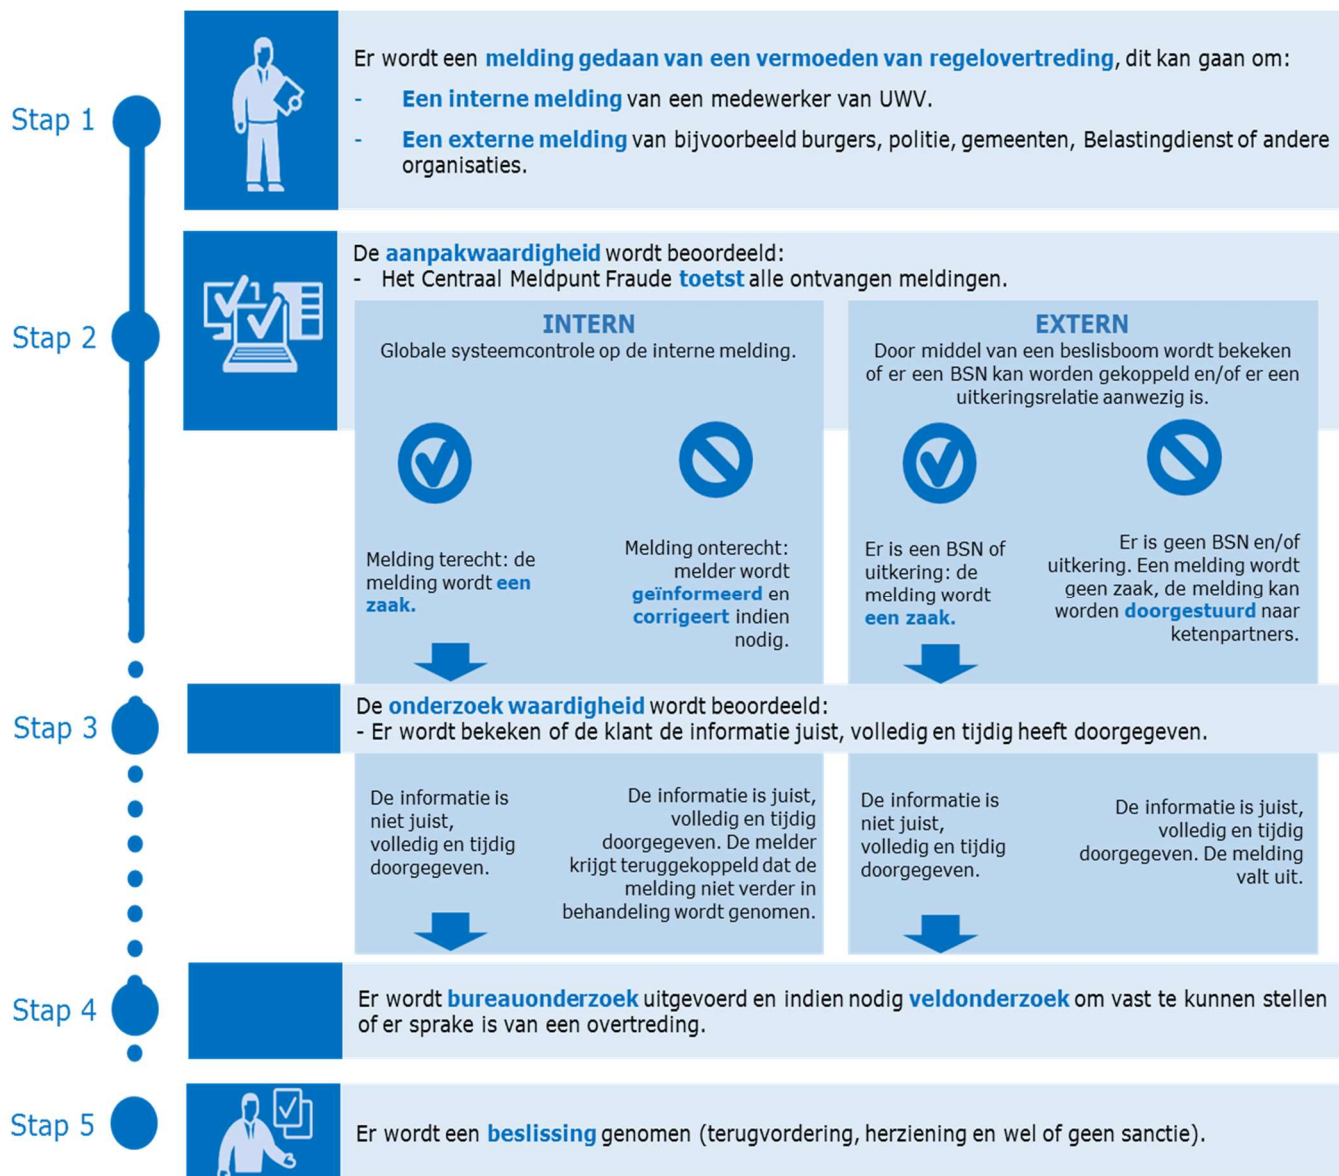 Stap 1
Er wordt een melding gedaan van een vermoeden van regelovertreding, dit kan gaan om:
- Een interne melding van een medewerker van UWV.
- Een externe melding van bijvoorbeeld burgers, politie, gemeenten, Belastingdienst of andere
organisaties.
Stap 2
De aanpakwaardigheid wordt beoordeeld:
- Het Centraal Meldpunt Fraude toetst alle ontvangen meldingen.
INTERN
Globale systeemcontrole op de interne melding.
Melding terecht: de
melding wordt een
zaak.
Melding onterecht:
melder wordt
geïnformeerd en
corrigeert indien
nodig.
EXTERN
Door middel van een beslisboom wordt bekeken
of er een BSN kan worden gekoppeld en/of er een
uitkeringsrelatie aanwezig is.
Er is een BSN of
uitkering: de
melding wordt
een zaak.
Er is geen BSN en/of
uitkering. Een melding wordt
geen zaak, de melding kan
worden doorgestuurd naar
ketenpartners.
Stap 3
De onderzoek waardigheid wordt beoordeeld:
- Er wordt bekeken of de klant de informatie juist, volledig en tijdig heeft doorgegeven.
De informatie is
niet juist,
volledig en tijdig
doorgegeven.
De informatie is juist,
volledig en tijdig
doorgegeven. De melder
krijgt teruggekoppeld dat de
melding niet verder in
behandeling wordt genomen.
De informatie is
niet juist,
volledig en tijdig
doorgegeven.
De informatie is juist,
volledig en tijdig
doorgegeven. De melding
valt uit.
Stap 4
Er wordt bureauonderzoek uitgevoerd en indien nodig veldonderzoek om vast te kunnen stellen
of er sprake is van een overtreding.
Stap 5
Er wordt een beslissing genomen (terugvordering, herziening en wel of geen sanctie).